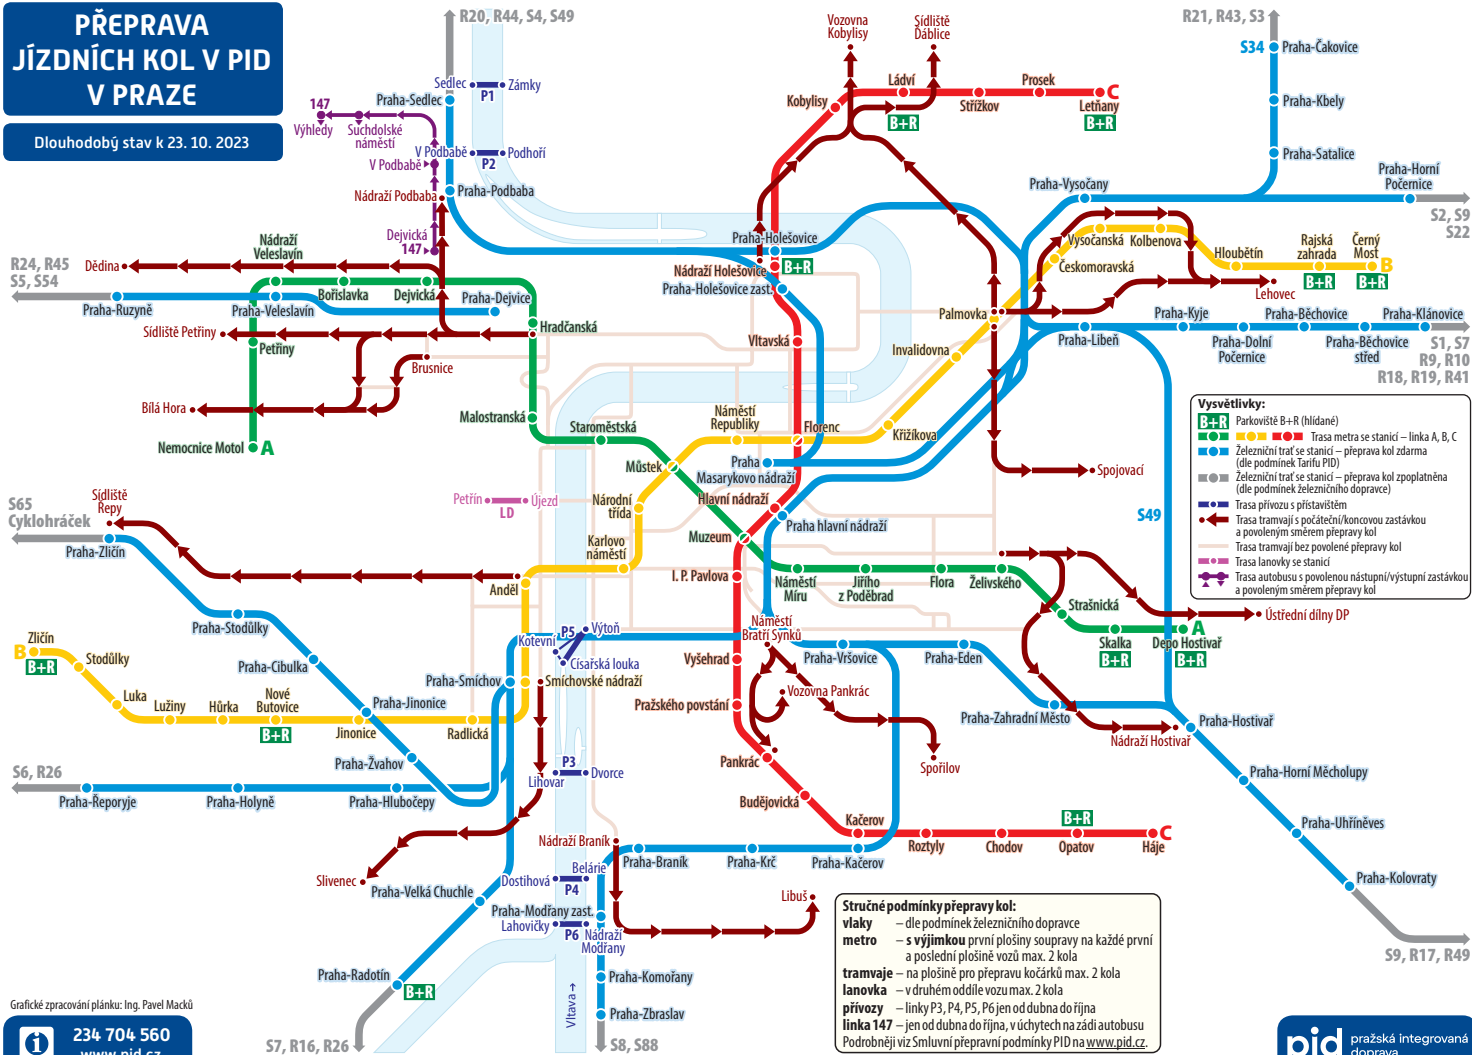 PŘEPRAVA
JÍZDNÍCH KOL V PID
V PRAZE
Dlouhodobý stav k 23. 10. 2023
R20, R44, S4, S49
R21, R43, S3
Sedlec
Zámky
P1
Praha-Sedlec
147
Výhledy
Suchdolské
náměstí
V Podbabě
V Podbabě
Podhoří
P2
Nádraží Podbaba
Praha-Podbaba
Dejvická
147
Vozovna
Kobylisy
Sídliště
Ďáblice
Kobylisy
Ládví
B+R
Střížkov
Prosek
C
Letňany
B+R
S34
Praha-Čakovice
Praha-Kbely
Praha-Satalice
Praha-Horní
Počernice
S2, S9
S22
Praha-Vysočany
Vysočanská
Kolbenova
Českomoravská
Hloubětín
Rajská
zahrada
B+R
Černý
Most
B+R
B
Lehovec
Nádraží
Veleslavín
Dědina
R24, R45
S5, S54
Praha-Ruzyně
Praha-Veleslavín
Bořislavka
Dejvická
Praha-Dejvice
Hradčanská
Sídliště Petřiny
Petřiny
Brusnice
Bílá Hora
Nemocnice Motol
A
Malostranská
Praha-Holešovice
Nádraží Holešovice
B+R
Praha-Holešovice zast.
Vltavská
Palmovka
Invalidovna
Praha-Libeň
Praha-Kyje
Praha-Dolní
Počernice
Praha-Běchovice
Praha-Běchovice
střed
Praha-Klánovice
S1, S7
R9, R10
R18, R19, R41
Staroměstská
Náměstí
Republiky
Florenc
Křižíkova
Můstek
Praha
Masarykovo nádraží
Spojovací
Petřín
Újezd
LD
Národní
třída
Hlavní nádraží
Praha hlavní nádraží
Karlovo
náměstí
Muzeum
S49
Vysvětlivky:
B+R Parkoviště B+R (hlídané)
Trasa metra se stanicí – linka A, B, C
Železniční trať se stanicí – přeprava kol zdarma
(dle podmínek Tarifu PID)
Železniční trať se stanicí – přeprava kol zpoplatněna
(dle podmínek železničního dopravce)
Trasa přívozu s přístavištěm
Trasa tramvají s počáteční/koncovou zastávkou
a povoleným směrem přepravy kol
Trasa tramvají bez povolené přepravy kol
Trasa lanovky se stanicí
Trasa autobusu s povolenou nástupní/výstupní zastávkou
a povoleným směrem přepravy kol
S65
Cyklohráček
Sídliště
Řepy
Praha-Zličín
Anděl
I. P. Pavlova
Náměstí
Míru
Jiřího
z Poděbrad
Flora
Želivského
Strašnická
Ústřední dílny DP
Skalka
B+R
Depo Hostivař
B+R
A
Praha-Stodůlky
Zličín
B
B+R
Stodůlky
Praha-Cibulka
Luka
Lužiny
Hůrka
Nové
Butovice
B+R
Praha-Jinonice
Jinonice
Radlická
Praha-Žvahov
Praha-Smíchov
Smíchovské nádraží
P5
Výtoň
Kotevní
Císařská louka
Náměstí
Bratří Synků
Vyšehrad
Praha-Vršovice
Praha-Eden
Vozovna Pankrác
Pražského povstání
Praha-Zahradní Město
Praha-Hostivař
Nádraží Hostivař
Pankrác
Spořilov
S6, R26
Praha-Řeporyje
Praha-Holyně
Praha-Hlubočepy
P3
Lihovar
Dvorce
Budějovická
Kačerov
Roztyly
Chodov
B+R
Opatov
Háje
C
Praha-Horní Měcholupy
Praha-Uhříněves
Praha-Kolovraty
S9, R17, R49
Nádraží Braník
Praha-Braník
Praha-Krč
Praha-Kačerov
Slivenec
Praha-Velká Chuchle
Belárie
Dostihová
P4
Praha-Modřany zast.
Lahovičky
P6
Nádraží
Modřany
Libuš
Praha-Radotín
B+R
Praha-Komořany
Praha-Zbraslav
Vltava →
S7, R16, R26
S8, S88
Stručné podmínky přepravy kol:
vlaky – dle podmínek železničního dopravce
metro – s výjimkou první plošiny soupravy na každé první
a poslední plošině vozů max. 2 kola
tramvaje – na plošině pro přepravu kočárků max. 2 kola
lanovka – v druhém oddíle vozu max. 2 kola
přívozy – linky P3, P4, P5, P6 jen od dubna do října
linka 147 – jen od dubna do října, v úchytech na zádi autobusu
Podrobněji viz Smluvní přepravní podmínky PID na www.pid.cz.
Grafické zpracování plánku: Ing. Pavel Macků
234 704 560
www.pid.cz
pid pražská integrovaná
doprava